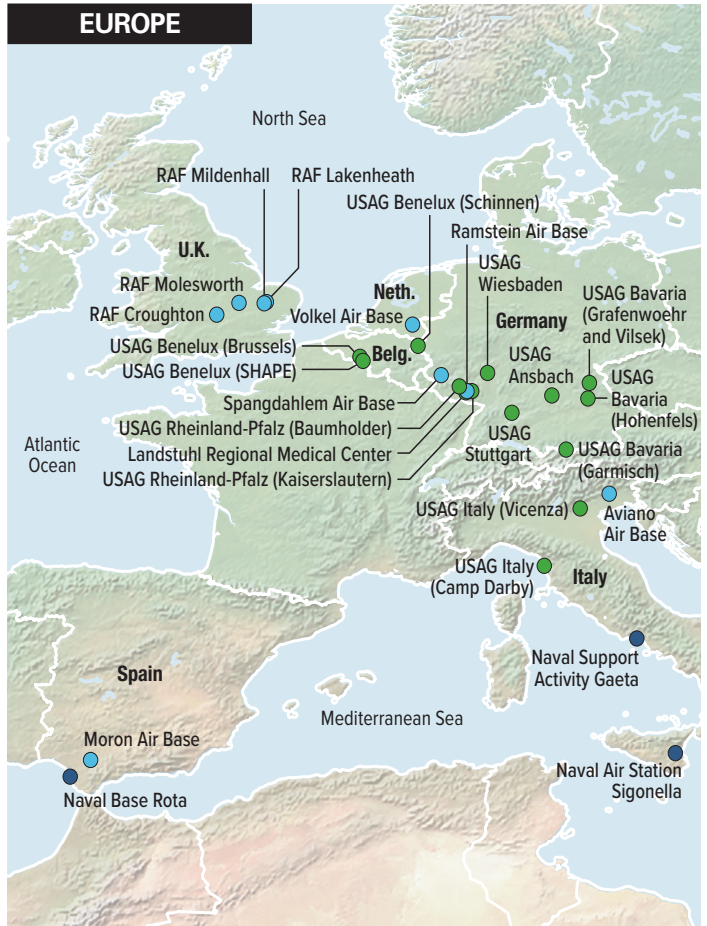 EUROPE
North Sea
RAF Mildenhall
RAF Lakenheath
USAG Benelux (Schinnen)
Ramstein Air Base
U.K.
USAG
Wiesbaden
RAF Molesworth
Neth.
USAG Bavaria
(Grafenwoehr
and Vilsek)
RAF Croughton
Volkel Air Base
Germany
USAG Benelux (Brussels)
Belg.
USAG
Ansbach
USAG Benelux (SHAPE)
USAG
Bavaria
(Hohenfels)
Spangdahlem Air Base
USAG Rheinland-Pfalz (Baumholder)
USAG
Stuttgart
Atlantic
Ocean
Landstuhl Regional Medical Center
USAG Bavaria
(Garmisch)
USAG Rheinland-Pfalz (Kaiserslautern)
USAG Italy (Vicenza)
Aviano
Air Base
USAG Italy
(Camp Darby)
Italy
Naval Support
Activity Gaeta
Spain
Mediterranean Sea
Moron Air Base
Naval Air Station
Sigonella
Naval Base Rota